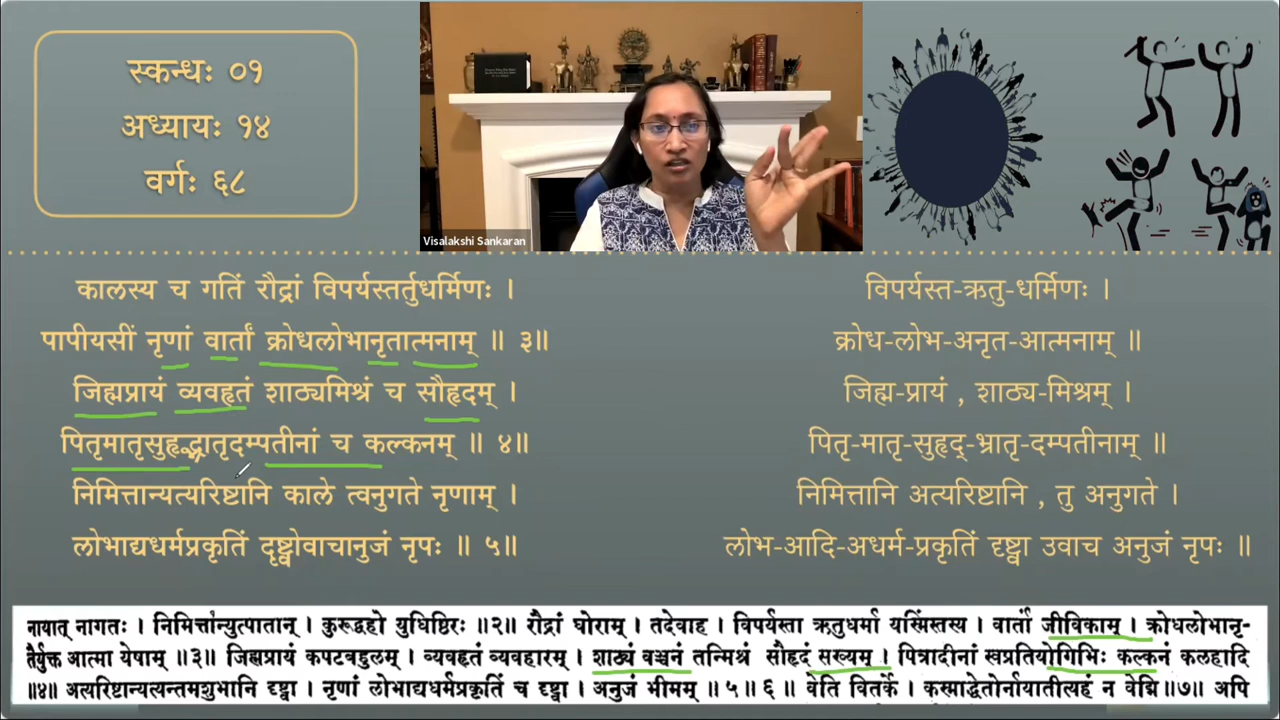 स्कन्धः ०१
अध्यायः १४
वर्गः ६८
Visalakshi Sankaran
कालस्य च गतिं रौद्रां विपर्यस्तर्तुधर्मिणः ।
पापीयसीं नृणां वार्तां क्रोधलोभानृतात्मनाम् ॥ ३॥
जिह्मप्रायं व्यवहृतं शाठ्यमिश्रं च सौहृदम् ।
पितृमातृसुहृद्भ्रातृदम्पतीनां च कल्कनम् ॥ ४॥
निमित्तान्यत्यरिष्टानि काले त्वनुगते नृणाम् ।
लोभाद्यधर्मप्रकृतिं दृष्ट्वोवाचानुजं नृपः ॥ ५॥
विपर्यस्त-ऋतु-धर्मिणः ।
क्रोध-लोभ-अनृत-आत्मनाम् ॥
जिह्म-प्रायं , शाठ्य-मिश्रम् ।
पितृ-मातृ-सुहृद्-भ्रातृ-दम्पतीनाम् ॥
निमित्तानि अत्यरिष्टानि , तु अनुगते ।
लोभ-आदि-अधर्म-प्रकृतिं दृष्ट्वा उवाच अनुजं नृपः ॥
नायात् नागतः । निमित्तान्युत्पातान् । कुरूद्वहो युधिष्ठिरः ॥२॥ रौद्रां घोराम् । तदेवाह । विपर्यस्ता ऋतुधर्मा यस्मिंस्तस्य । वार्तां जीविकाम् । क्रोधलोभानृ-
तैर्युक्त आत्मा येषाम् ॥३॥ जिह्मप्रायं कपटबहुलम् । व्यवहृतं व्यवहारम् । शाठ्यं वञ्चनं तन्मिश्रं सौहृदं सख्यम् । पित्रादीनां स्वप्रतियोगिभिः कल्कनं कलहादि
॥४॥ अत्यरिष्टान्यत्यन्तमशुभानि दृष्ट्वा । नृणां लोभाद्यधर्मप्रकृतिं च दृष्ट्वा । अनुजं भीमम् ॥५॥६॥ वेति वितर्के । कस्माद्धेतोर्नायातीत्यहं न वेद्मि॥७॥ अपि